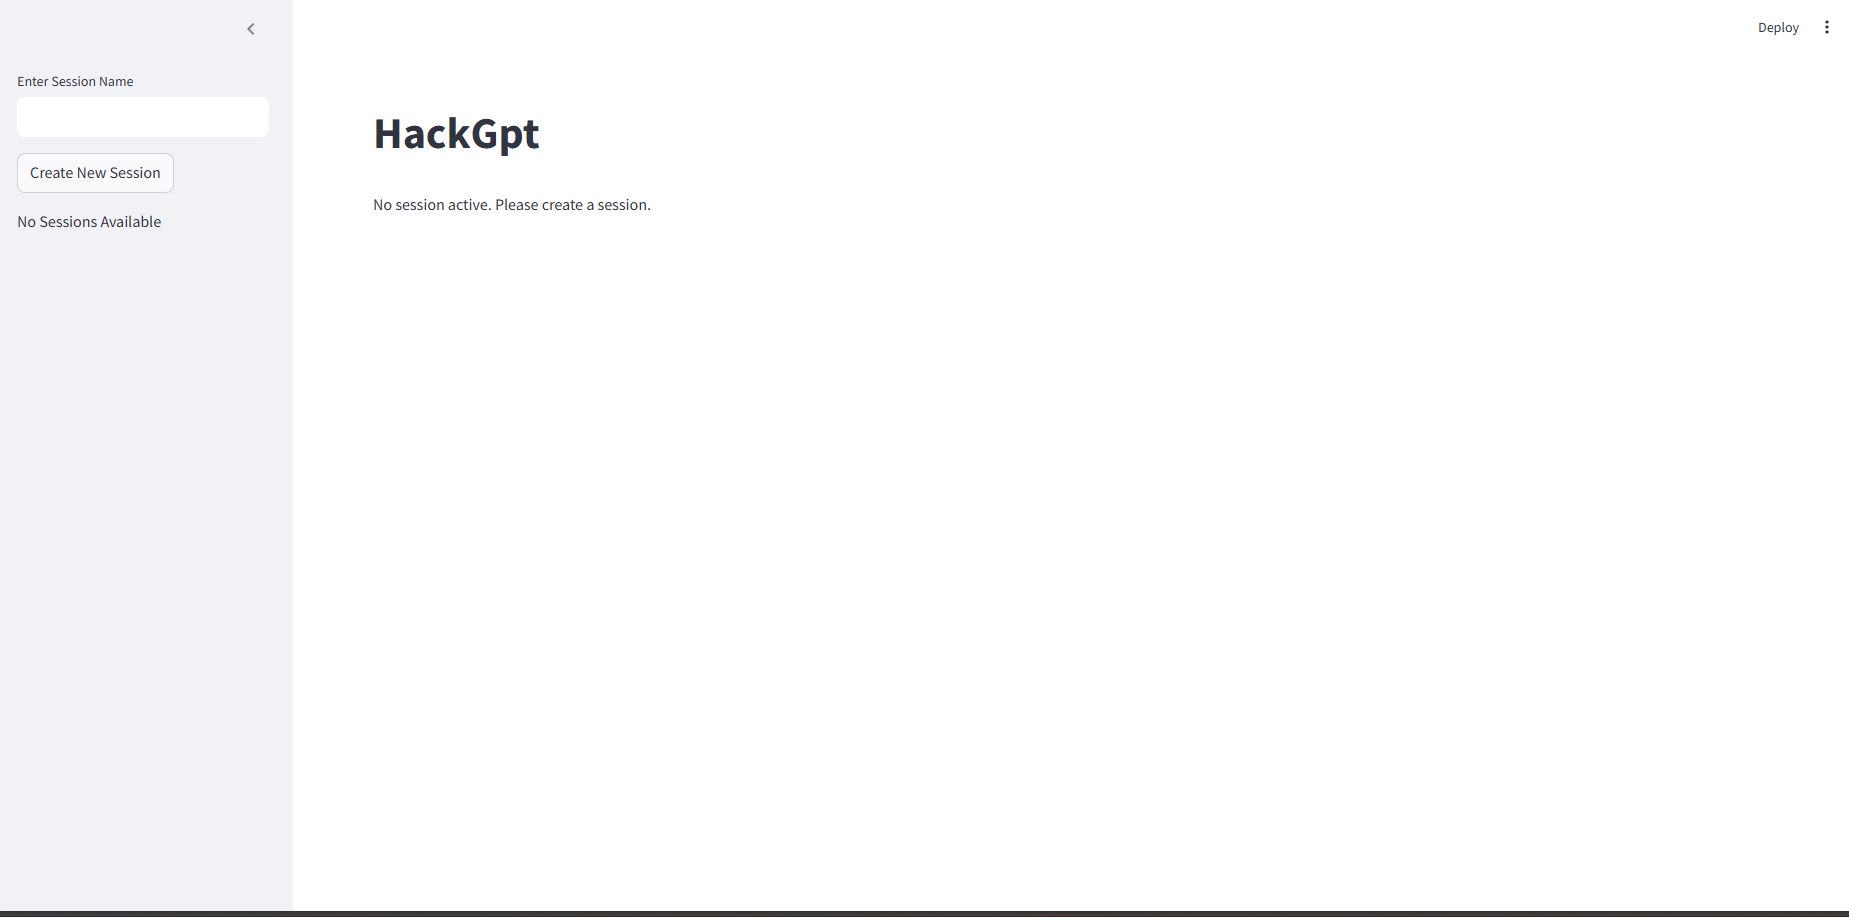 Enter Session Name
Create New Session
No Sessions Available
Deploy
HackGpt
No session active. Please create a session.